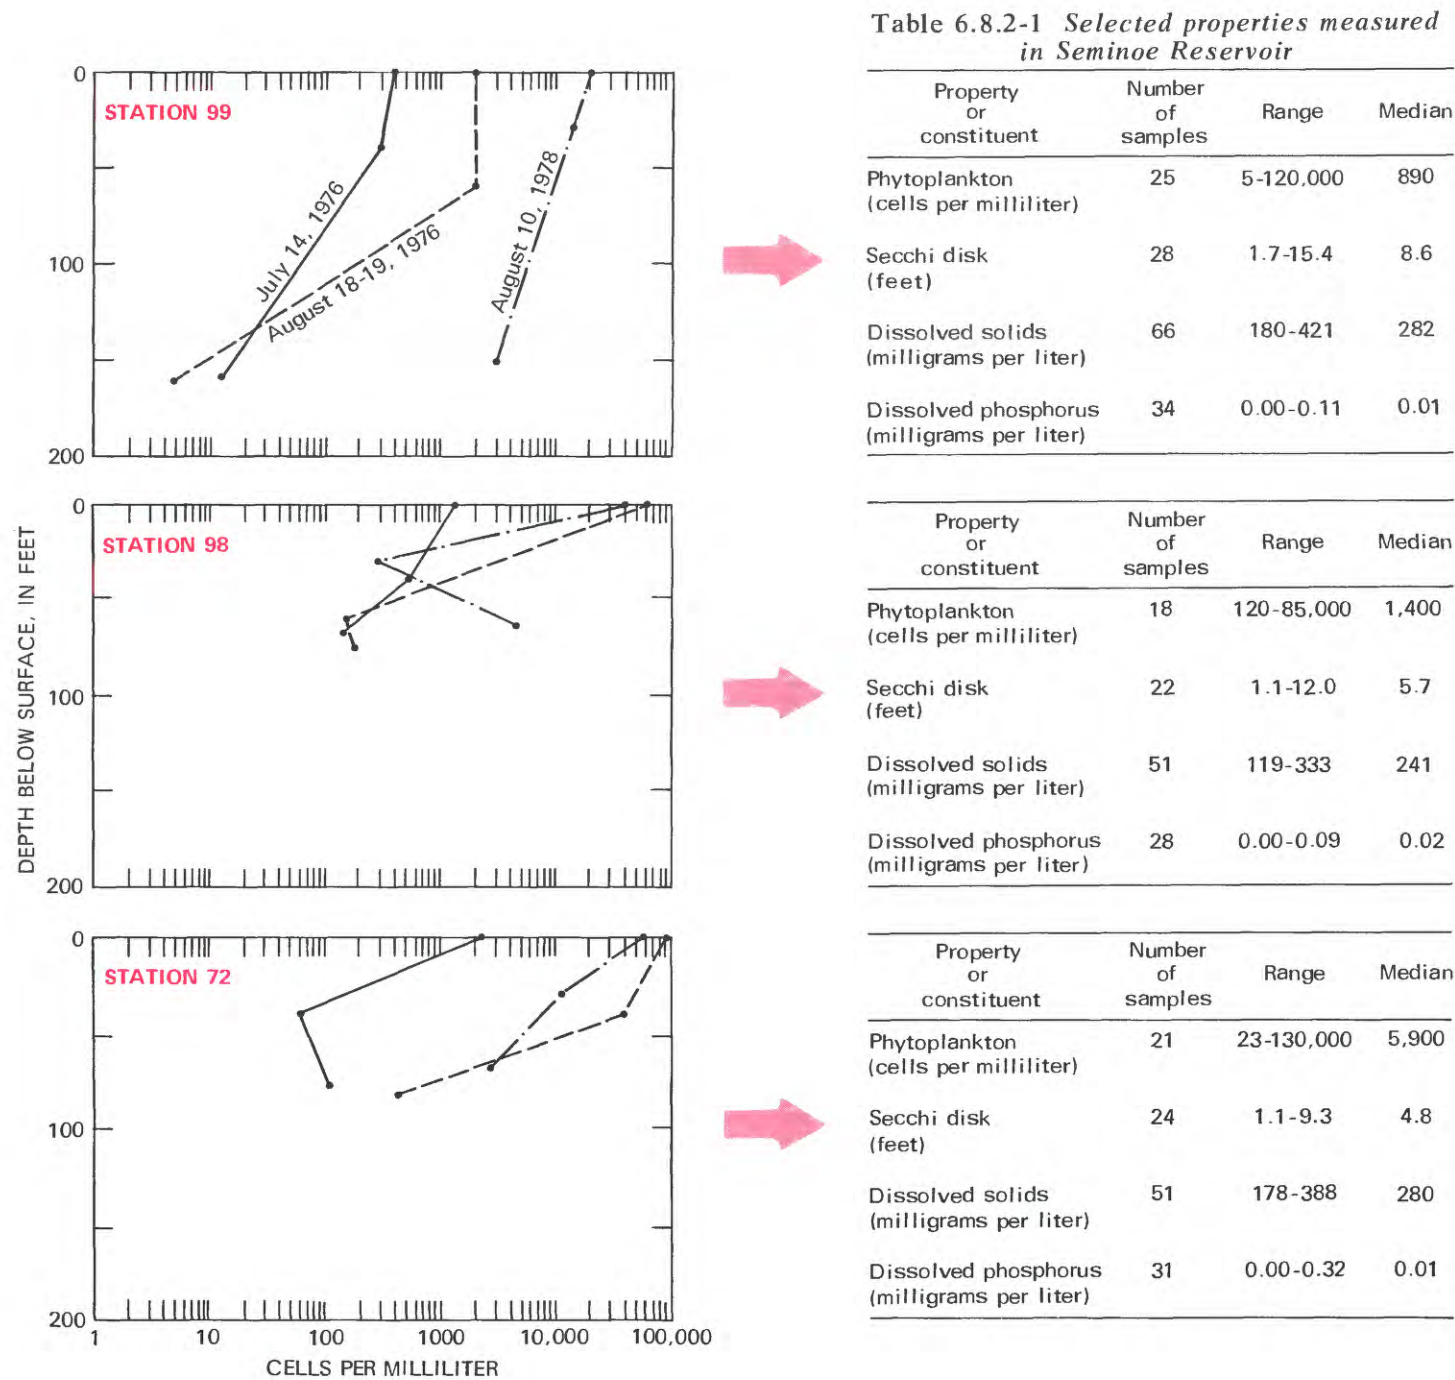 Table 6.8.2-1 Selected properties measured
in Seminoe Reservoir
0
100
200
STATION 99
July 14, 1976
August 18-19, 1976
August 10, 1978
Property
or
constituent
Number
of
samples
Range
Median
Phytoplankton
(cells per milliliter)
25
5-120,000
890
Secchi disk
(feet)
28
1.7-15.4
8.6
Dissolved solids
(milligrams per liter)
66
180-421
282
Dissolved phosphorus
(milligrams per liter)
34
0.00-0.11
0.01
DEPTH BELOW SURFACE, IN FEET
0
100
200
STATION 98
Property
or
constituent
Number
of
samples
Range
Median
Phytoplankton
(cells per milliliter)
18
120-85,000
1,400
Secchi disk
(feet)
22
1.1-12.0
5.7
Dissolved solids
(milligrams per liter)
51
119-333
241
Dissolved phosphorus
(milligrams per liter)
28
0.00-0.09
0.02
0
100
200
STATION 72
1
10
100
1000
10,000
100,000
CELLS PER MILLILITER
Property
or
constituent
Number
of
samples
Range
Median
Phytoplankton
(cells per milliliter)
21
23-130,000
5,900
Secchi disk
(feet)
24
1.1-9.3
4.8
Dissolved solids
(milligrams per liter)
51
178-388
280
Dissolved phosphorus
(milligrams per liter)
31
0.00-0.32
0.01